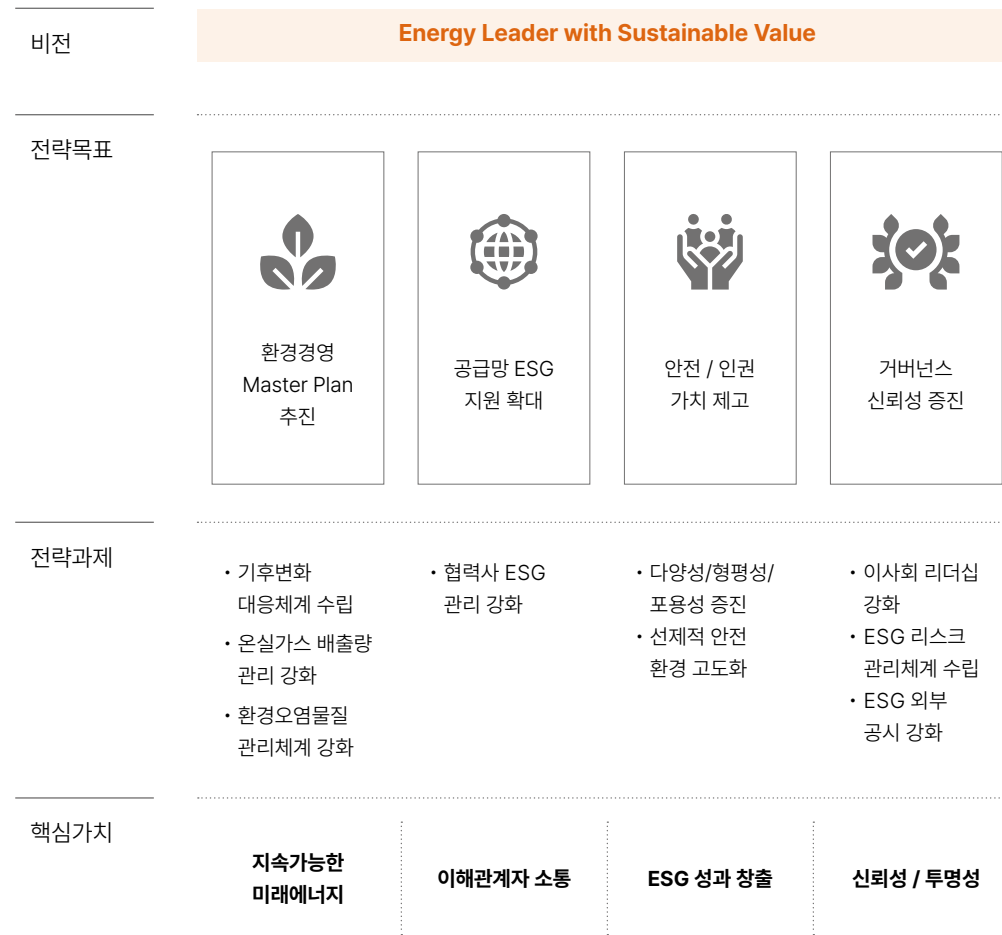 비전
Energy Leader with Sustainable Value
전략목표
환경경영
Master Plan
추진
공급망 ESG
지원 확대
안전 / 인권
가치 제고
거버넌스
신뢰성 증진
전략과제
· 기후변화
대응체계 수립
· 온실가스 배출량
관리 강화
· 환경오염물질
관리체계 강화
· 협력사 ESG
관리 강화
· 다양성/형평성/
포용성 증진
· 선제적 안전
환경 고도화
· 이사회 리더십
강화
· ESG 리스크
관리체계 수립
· ESG 외부
공시 강화
핵심가치
지속가능한
미래에너지
이해관계자 소통
ESG 성과 창출
신뢰성 / 투명성